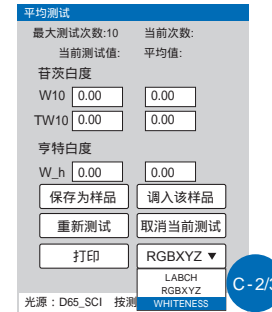 平均测试
最大测试次数:10 当前次数:
当前测试值: 平均值:
苷茨白度
W10 0.00 0.00
TW10 0.00 0.00
亨特白度
W_h 0.00 0.00
保存为样品 调入该样品
重新测试 取消当前测试
打印 RGBXYZ ▼
LABCH
RGBXYZ
WHITENESS
光源：D65_SCI 按测
C-2/3